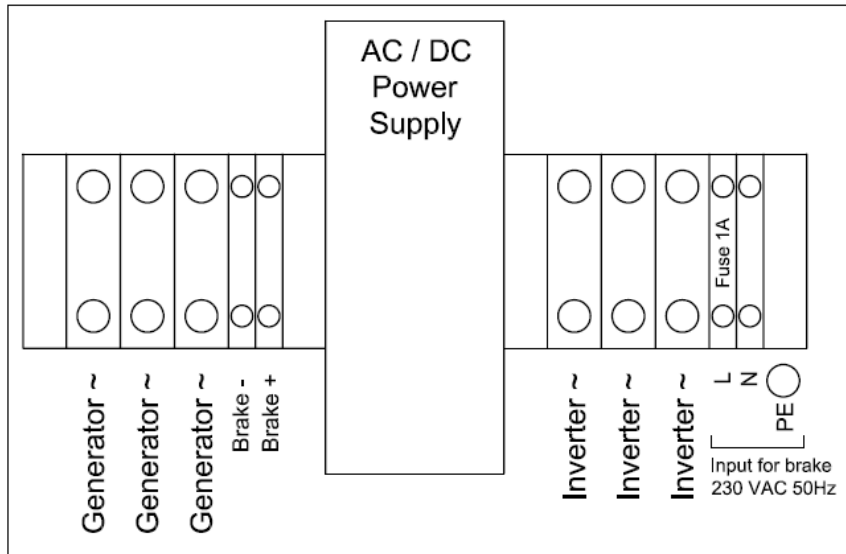 AC / DC
Power
Supply
Generator ~
Generator ~
Generator ~
Brake -
Brake +
Inverter ~
Inverter ~
Inverter ~
Fuse 1A
L
N
PE
Input for brake
230 VAC 50Hz